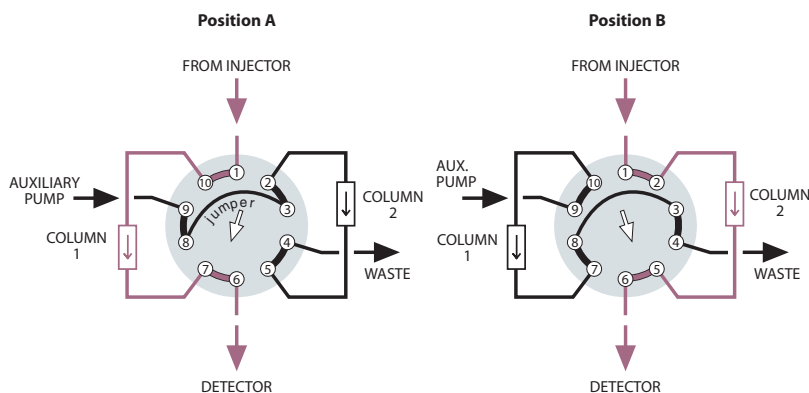 Position A
FROM INJECTOR
AUXILIARY
PUMP
COLUMN
1
COLUMN
2
WASTE
DETECTOR
jumper
1
2
3
4
5
6
7
8
9
10
Position B
FROM INJECTOR
AUX.
PUMP
COLUMN
1
COLUMN
2
WASTE
DETECTOR
1
2
3
4
5
6
7
8
9
10